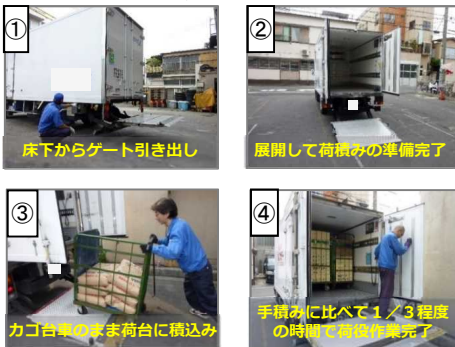 ①
床下からゲート引き出し
②
展開して荷積みの準備完了
③
カゴ台車のまま荷台に積込み
④
手積みに比べて１／３程度
の時間で荷役作業完了